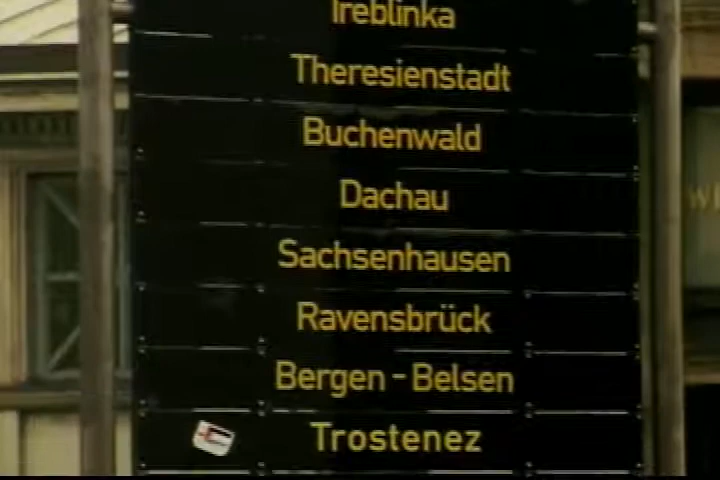 Treblinka
Theresienstadt
Buchenwald
Dachau
Sachsenhausen
Ravensbrück
Bergen-Belsen
Trostenez